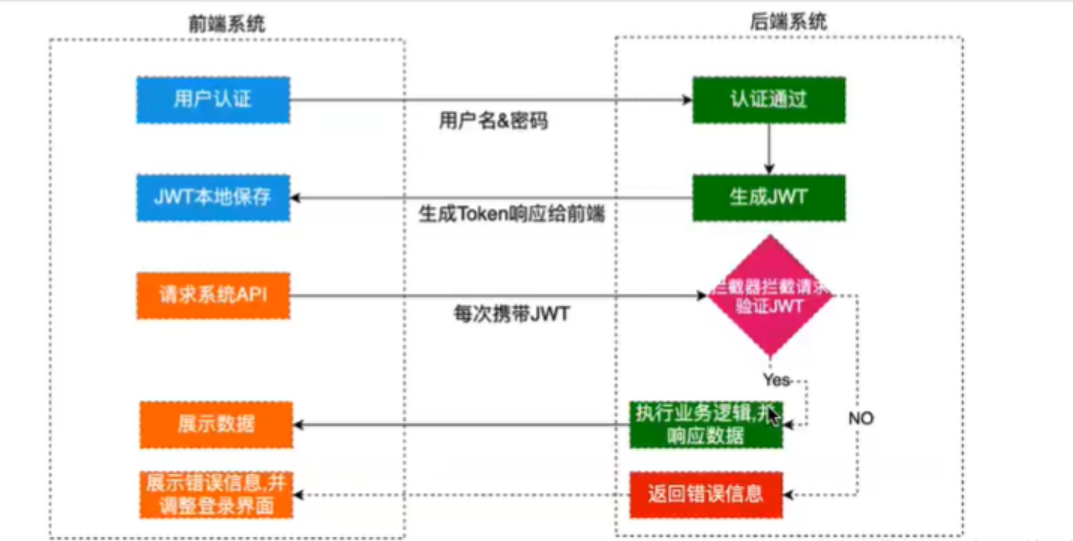 前端系统
后端系统
用户认证
认证通过
用户名&密码
JWT本地保存
生成JWT
生成Token响应给前端
请求系统API
拦截器拦截请求
验证JWT
每次携带JWT
Yes
NO
展示数据
执行业务逻辑,并
响应数据
展示错误信息,并
调整登录界面
返回错误信息